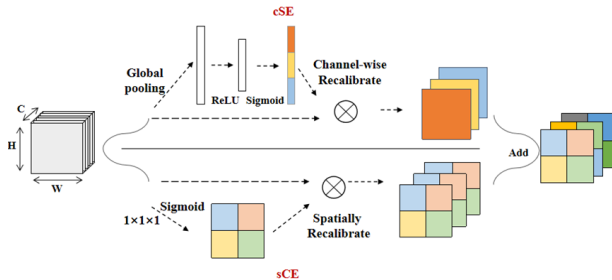 cSE
Global
pooling
ReLU
Sigmoid
Channel-wise
Recalibrate
C
H
W
Add
1×1×1
Sigmoid
Spatially
Recalibrate
sCE